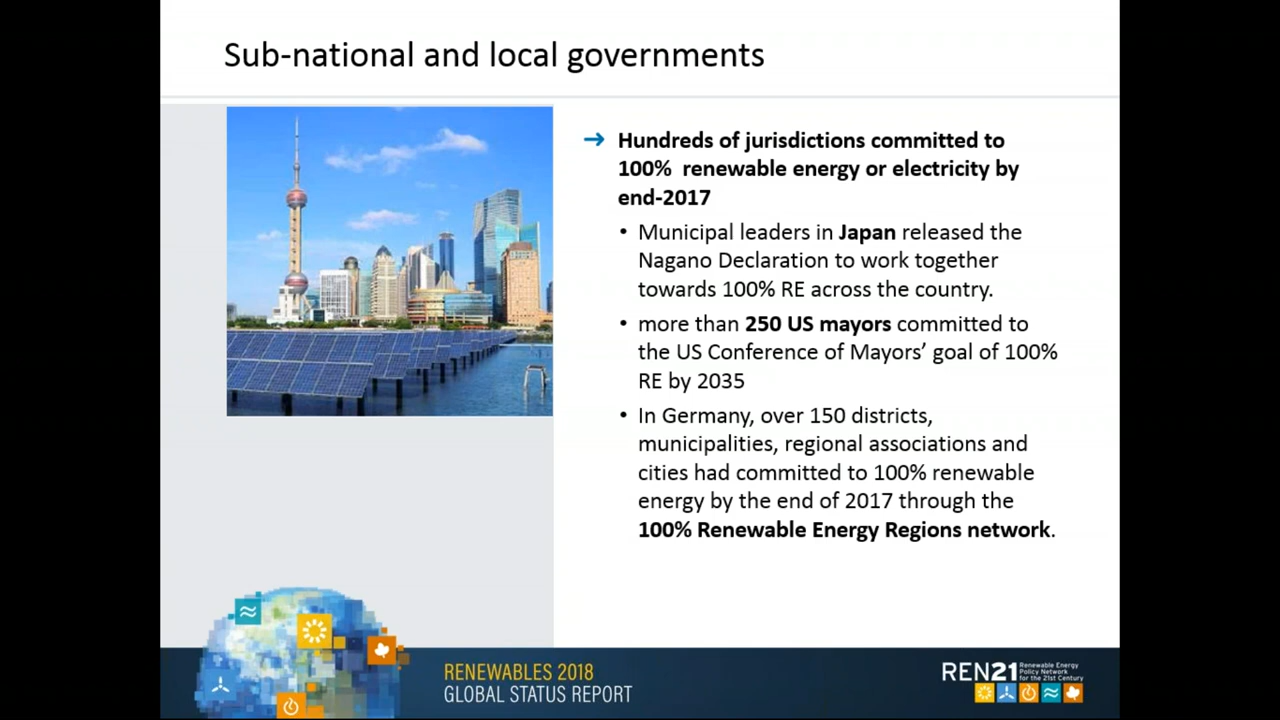 Sub-national and local governments
→ Hundreds of jurisdictions committed to
100% renewable energy or electricity by
end-2017
• Municipal leaders in Japan released the
Nagano Declaration to work together
towards 100% RE across the country.
• more than 250 US mayors committed to
the US Conference of Mayors’ goal of 100%
RE by 2035
• In Germany, over 150 districts,
municipalities, regional associations and
cities had committed to 100% renewable
energy by the end of 2017 through the
100% Renewable Energy Regions network.
RENEWABLES 2018
GLOBAL STATUS REPORT
REN21
Renewable Energy
Policy Network
for the 21st Century